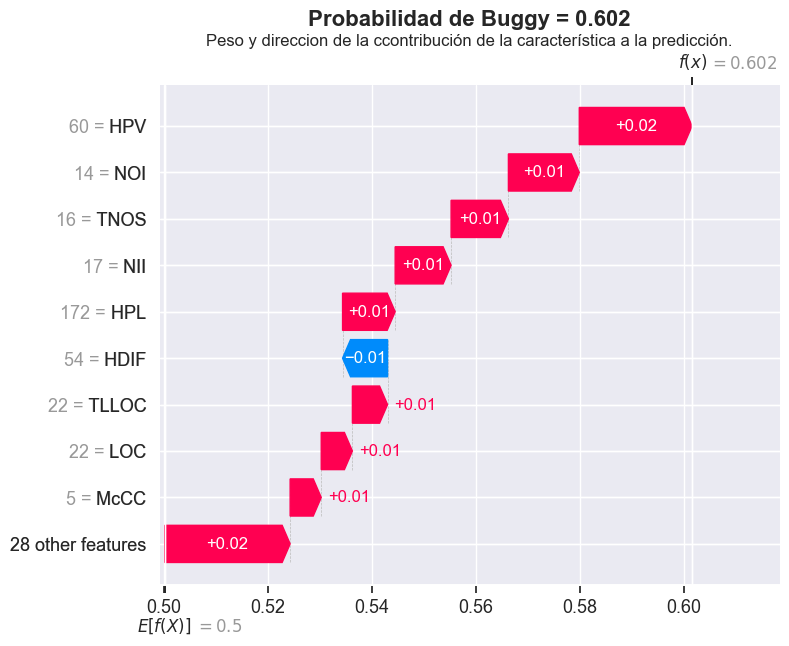 Probabilidad de Buggy = 0.602
Peso y direccion de la ccontribución de la característica a la predicción.
f(x) = 0.602
60 = HPV +0.02
14 = NOI +0.01
16 = TNOS +0.01
17 = NII +0.01
172 = HPL +0.01
54 = HDIF −0.01
22 = TLLOC +0.01
22 = LOC +0.01
5 = McCC +0.01
28 other features +0.02
0.50 0.52 0.54 0.56 0.58 0.60
E[f(X)] = 0.5